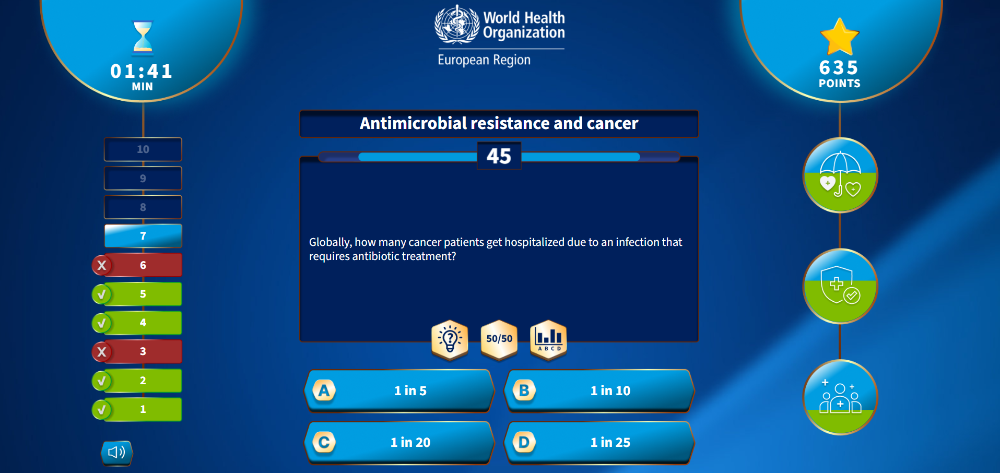 01:41
MIN
World Health
Organization
European Region
635
POINTS
Antimicrobial resistance and cancer
45
Globally, how many cancer patients get hospitalized due to an infection that
requires antibiotic treatment?
10
9
8
7
X 6
√ 5
√ 4
X 3
√ 2
√ 1
?
50/50
A B C D
A 1 in 5
B 1 in 10
C 1 in 20
D 1 in 25